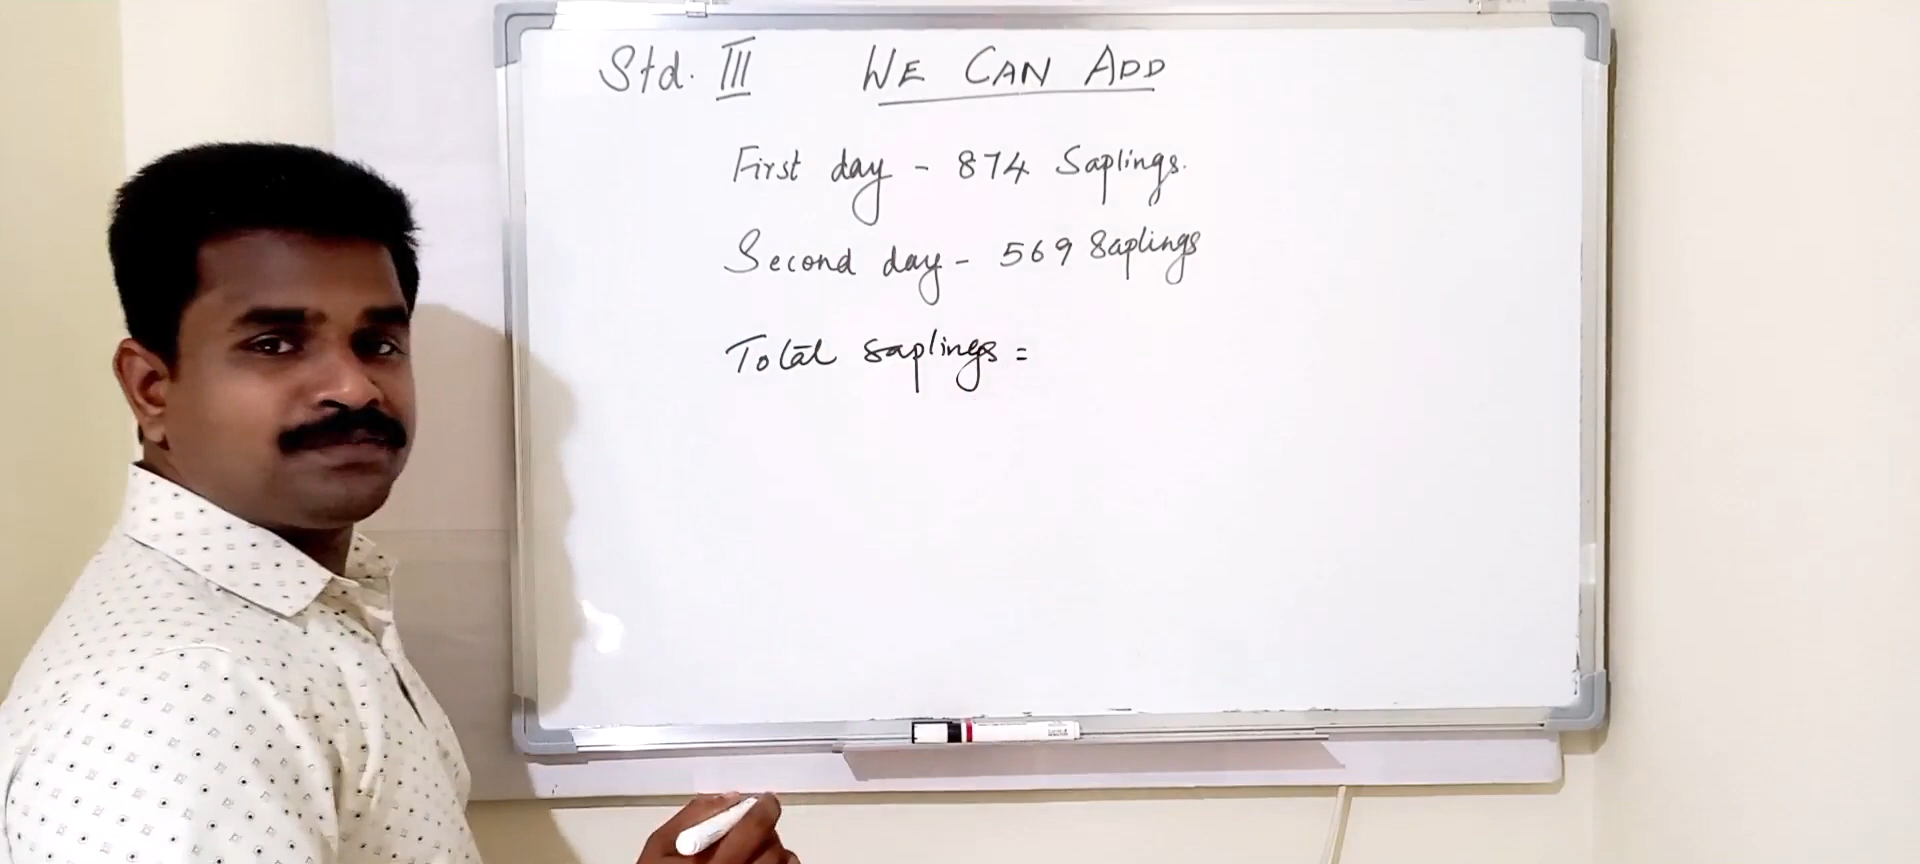 Std. III WE CAN ADD
First day - 874 Saplings.
Second day - 569 Saplings
Total saplings =